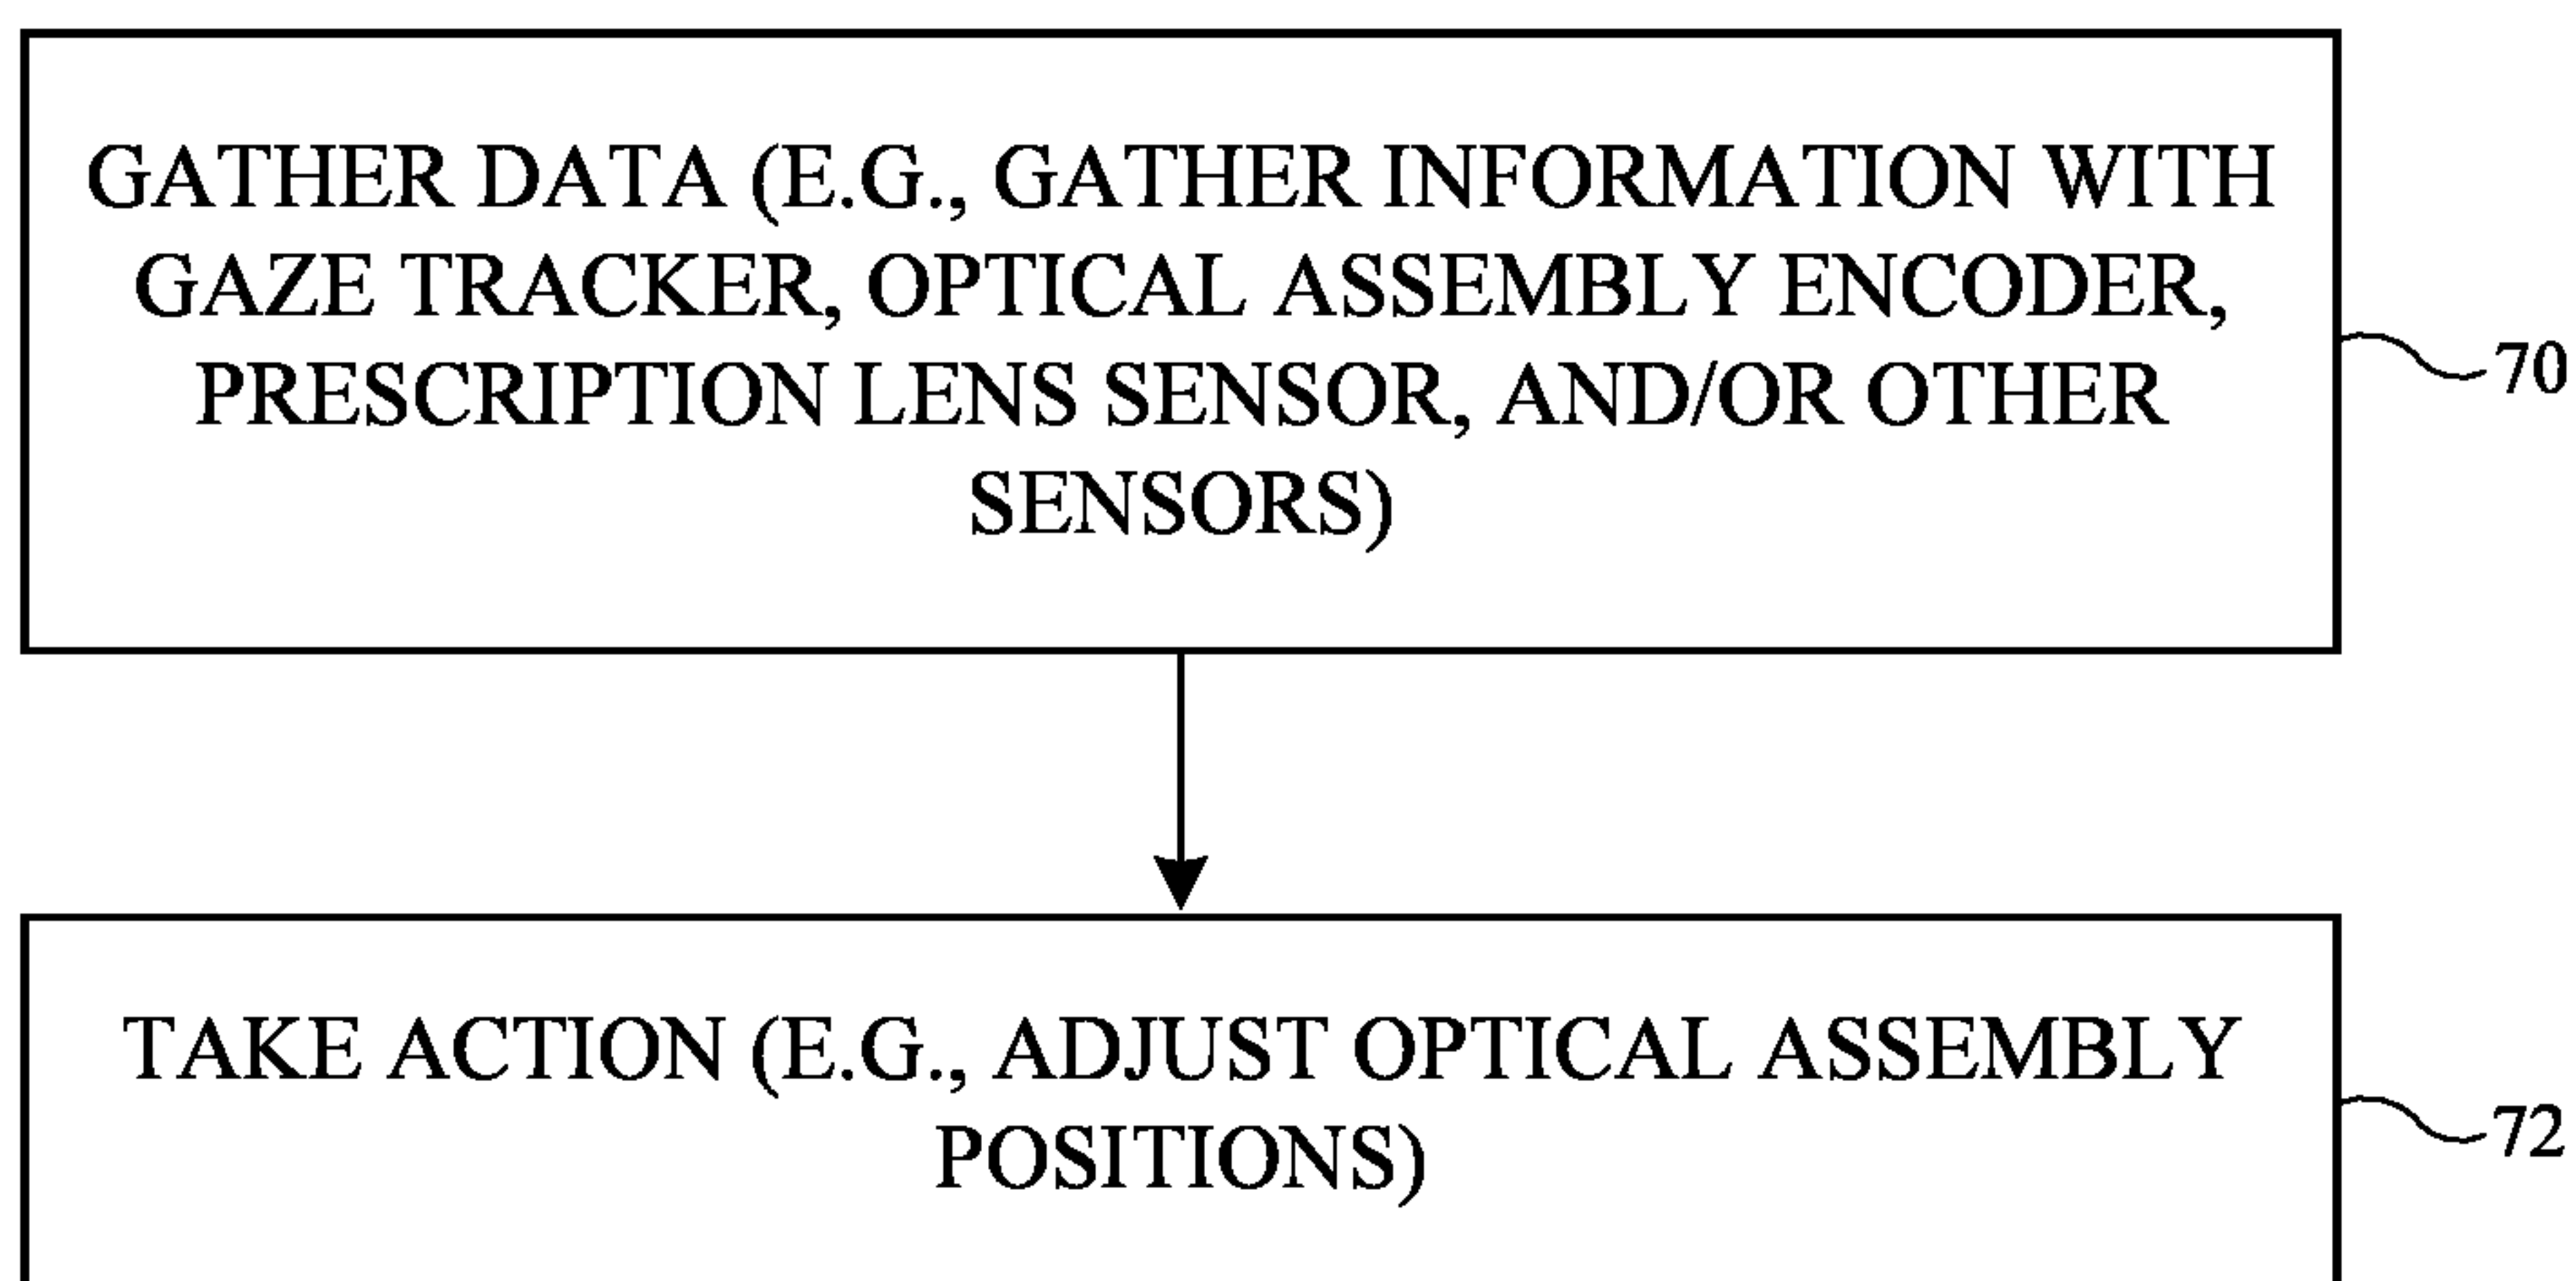 GATHER DATA (E.G., GATHER INFORMATION WITH
GAZE TRACKER, OPTICAL ASSEMBLY ENCODER,
PRESCRIPTION LENS SENSOR, AND/OR OTHER
SENSORS)
70
TAKE ACTION (E.G., ADJUST OPTICAL ASSEMBLY
POSITIONS)
72